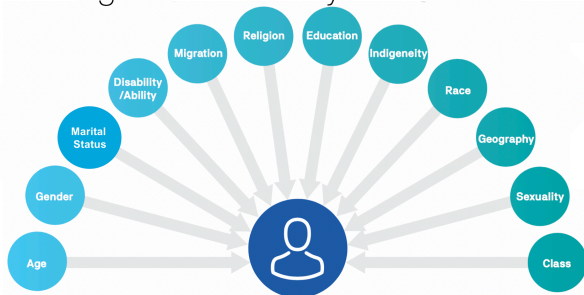 Religion
Education
Migration
Indigeneity
Disability
/Ability
Race
Marital
Status
Geography
Gender
Sexuality
Age
Class